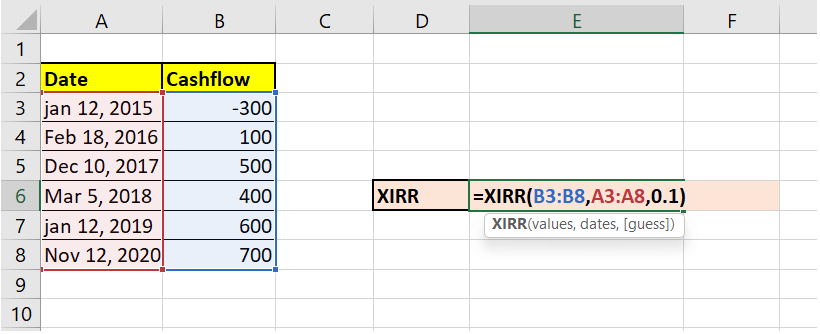 A B C D E F
1
2 Date Cashflow
3 jan 12, 2015 -300
4 Feb 18, 2016 100
5 Dec 10, 2017 500
6 Mar 5, 2018 400 XIRR =XIRR(B3:B8,A3:A8,0.1)
XIRR(values, dates, [guess])
7 jan 12, 2019 600
8 Nov 12, 2020 700
9
10